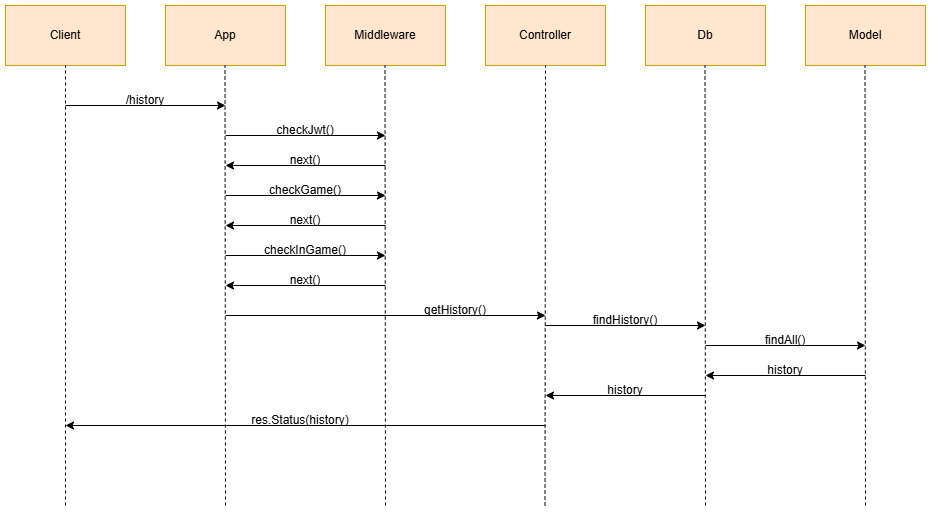 Client
App
Middleware
Controller
Db
Model
/history
checkJwt()
next()
checkGame()
next()
checkInGame()
next()
getHistory()
findHistory()
findAll()
history
history
res.Status(history)